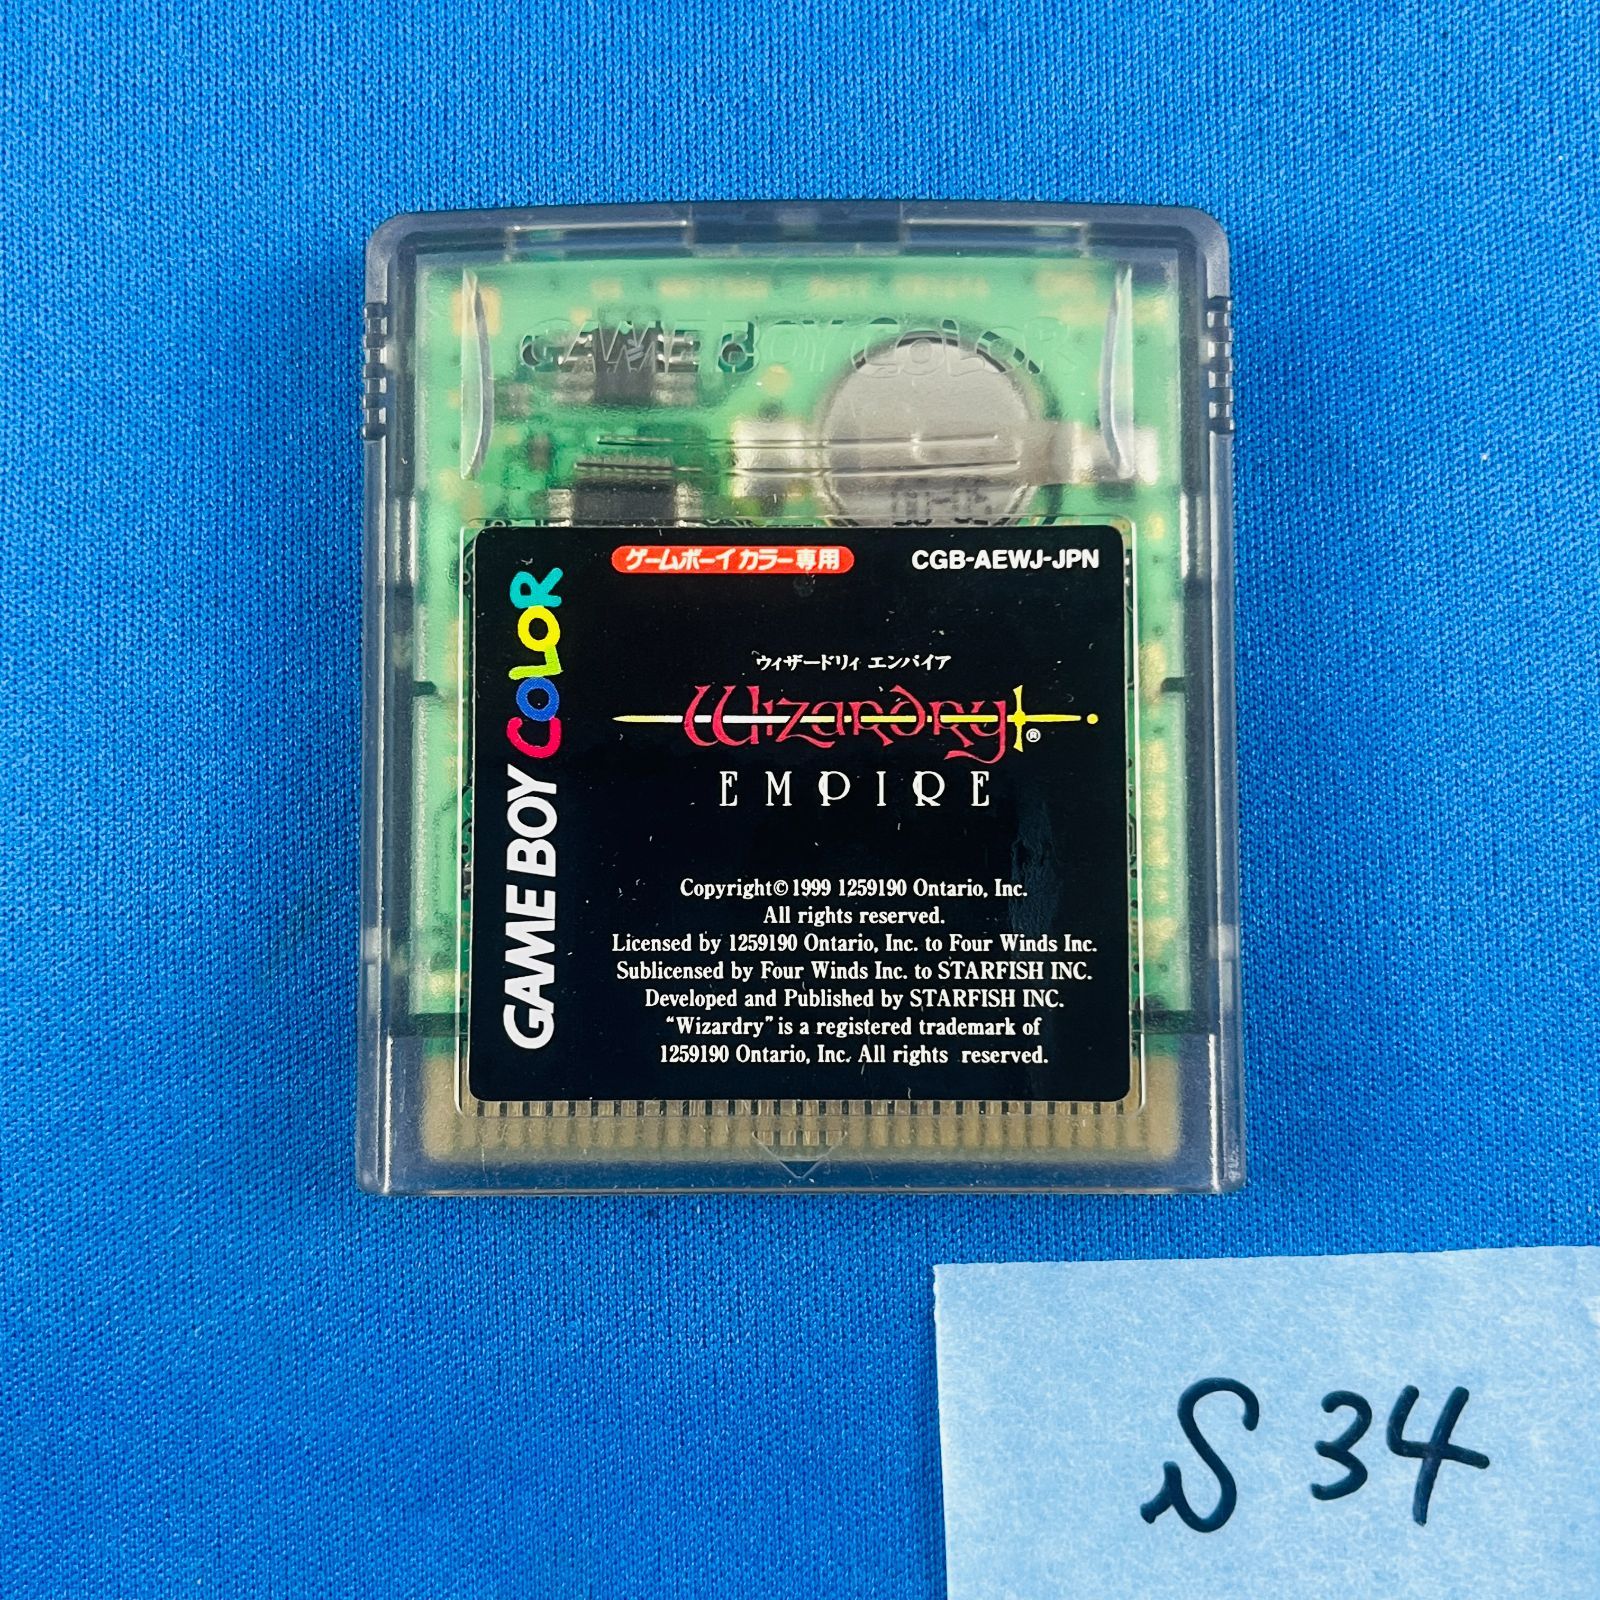 GAME BOY COLOR
ゲームボーイカラー専用 CGB-AEWJ-JPN
GAME BOY COLOR
ウィザードリィ エンパイア
Wizardry®
EMPIRE
Copyright© 1999 1259190 Ontario, Inc.
All rights reserved.
Licensed by 1259190 Ontario, Inc. to Four Winds Inc.
Sublicensed by Four Winds Inc. to STARFISH INC.
Developed and Published by STARFISH INC.
"Wizardry" is a registered trademark of
1259190 Ontario, Inc. All rights reserved.
S34